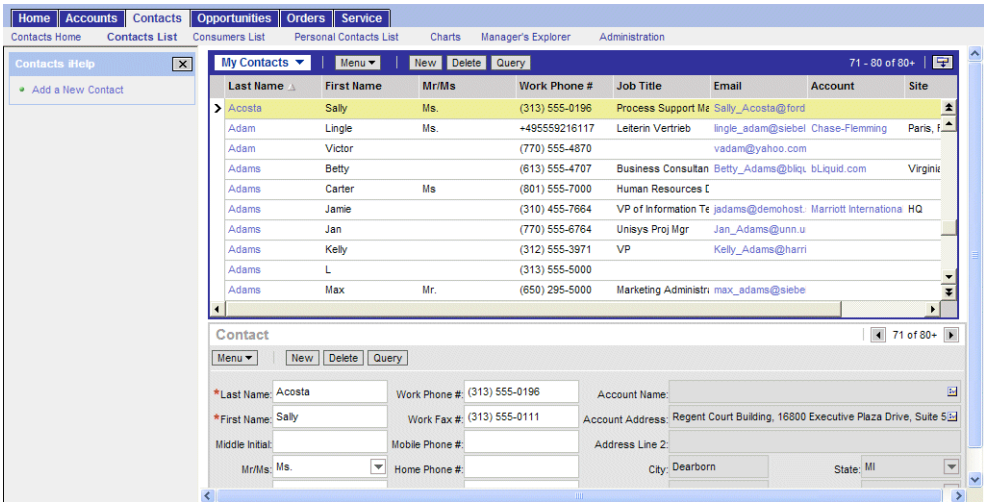 Home Accounts Contacts Opportunities Orders Service
Contacts Home Contacts List Consumers List Personal Contacts List Charts Manager's Explorer Administration
Contacts iHelp
Add a New Contact
My Contacts Menu New Delete Query 71 - 80 of 80+
Last Name First Name Mr/Ms Work Phone # Job Title Email Account Site
Acosta Sally Ms. (313) 555-0196 Process Support Ma Sally_Acosta@ford
Adam Lingle Ms. +495559216117 Leiterin Vertrieb lingle_adam@siebel Chase-Flemming Paris, F
Adam Victor (770) 555-4870 vadam@yahoo.com
Adams Betty (613) 555-4707 Business Consultan Betty_Adams@bliqu bLiquid.com Virginia
Adams Carter Ms (801) 555-7000 Human Resources D
Adams Jamie (310) 455-7664 VP of Information Te jadams@demohost. Marriott Internationa HQ
Adams Jan (770) 555-6764 Unisys Proj Mgr Jan_Adams@unn.u
Adams Kelly (312) 555-3971 VP Kelly_Adams@harri
Adams L (313) 555-5000
Adams Max Mr. (650) 295-5000 Marketing Administra max_adams@siebe
Contact 71 of 80+
Menu New Delete Query
*Last Name: Acosta Work Phone #: (313) 555-0196 Account Name:
*First Name: Sally Work Fax #: (313) 555-0111 Account Address: Regent Court Building, 16800 Executive Plaza Drive, Suite 5
Middle Initial: Mobile Phone #: Address Line 2:
Mr/Ms: Ms. Home Phone #: City: Dearborn State: MI